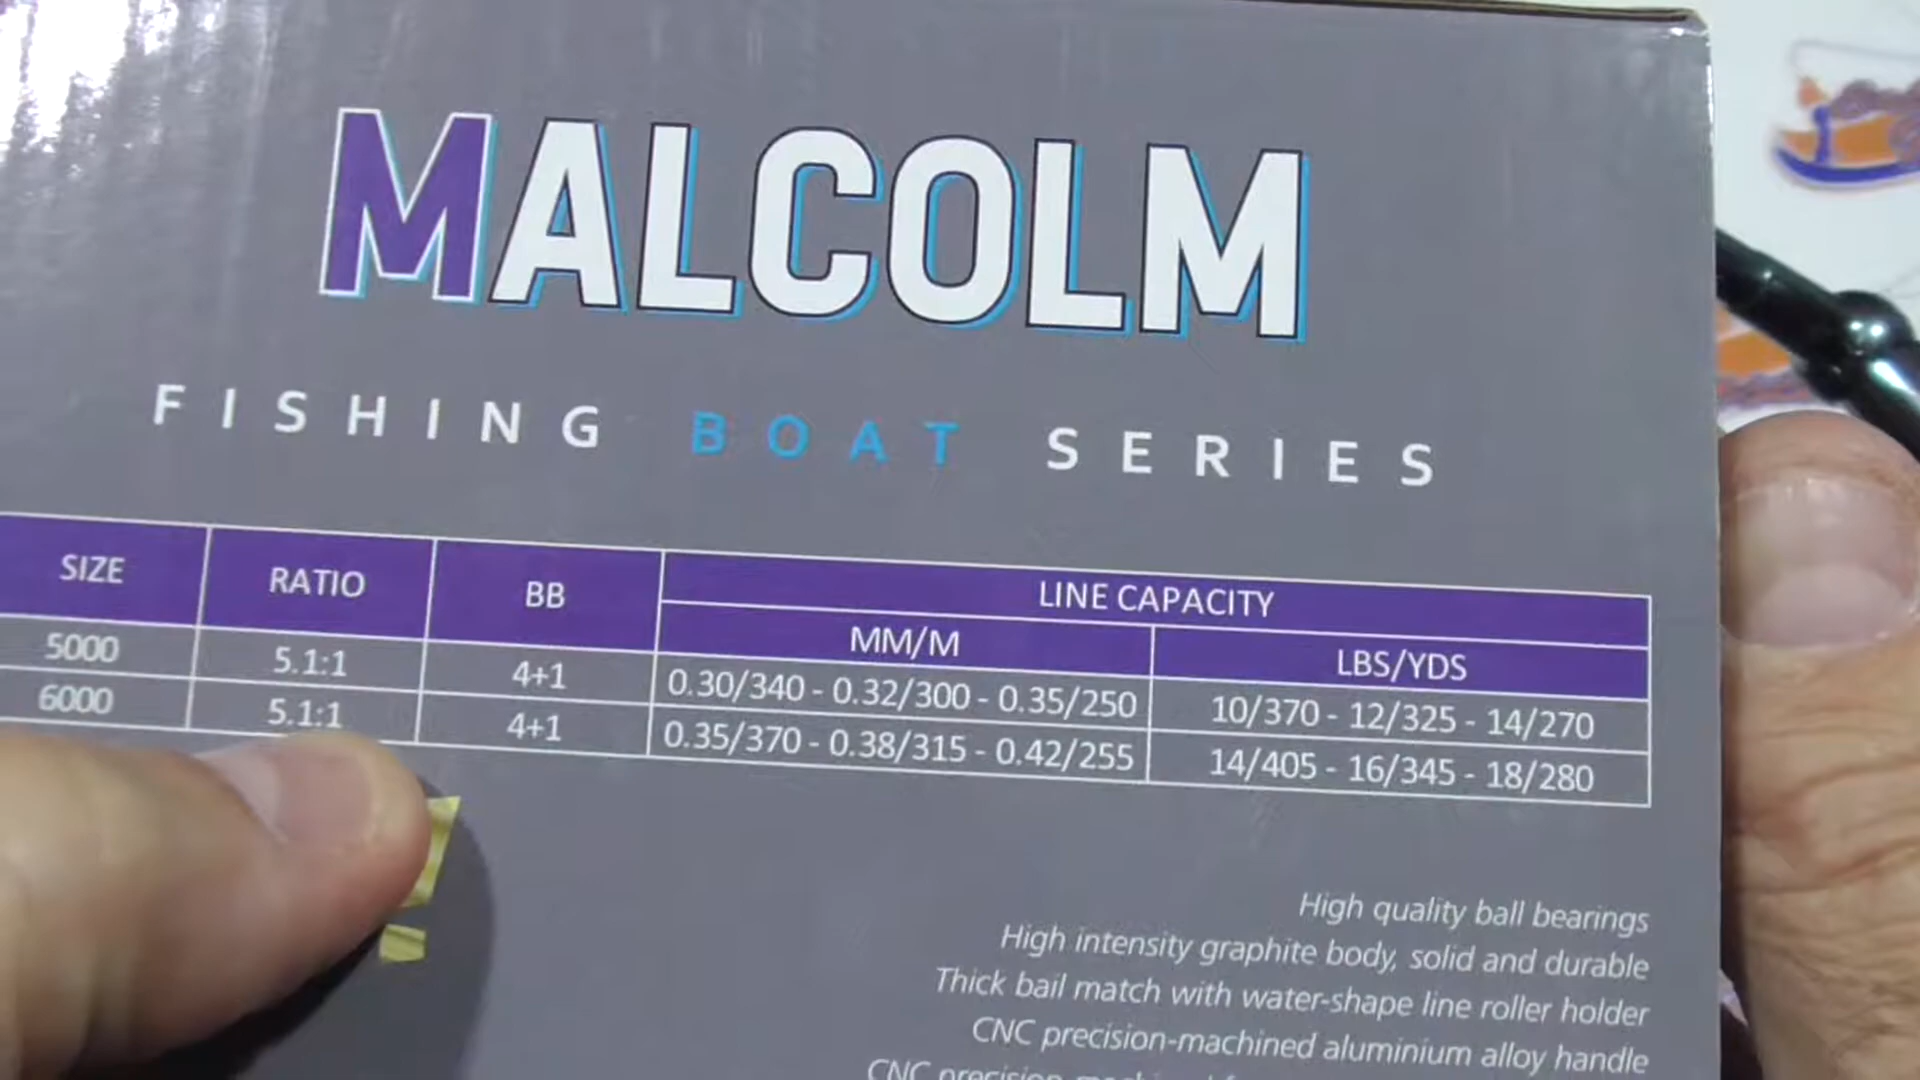 MALCOLM
FISHING BOAT SERIES
SIZE RATIO BB LINE CAPACITY
MM/M LBS/YDS
5000 5.1:1 4+1 0.30/340 - 0.32/300 - 0.35/250 10/370 - 12/325 - 14/270
6000 5.1:1 4+1 0.35/370 - 0.38/315 - 0.42/255 14/405 - 16/345 - 18/280
High quality ball bearings
High intensity graphite body, solid and durable
Thick bail match with water-shape line roller holder
CNC precision-machined aluminium alloy handle
CNC